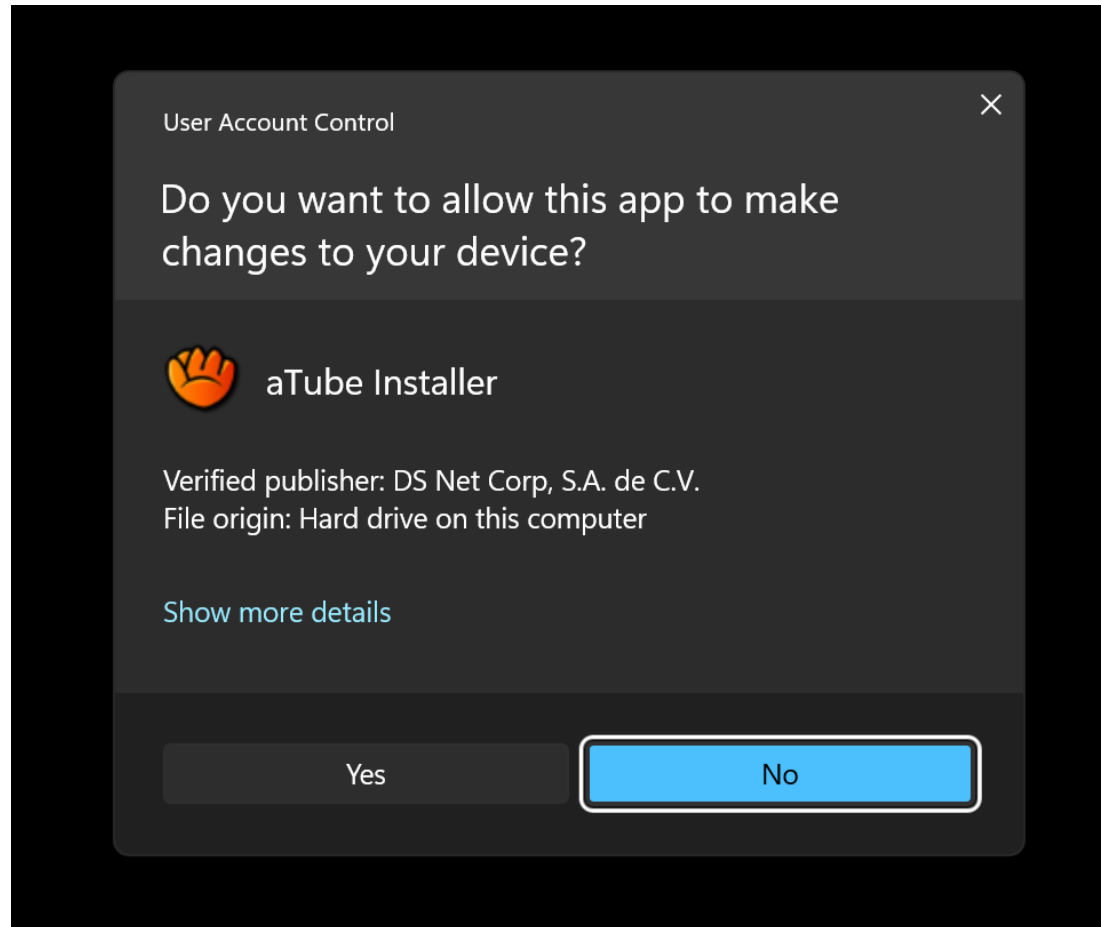 User Account Control
Do you want to allow this app to make
changes to your device?
aTube Installer
Verified publisher: DS Net Corp, S.A. de C.V.
File origin: Hard drive on this computer
Show more details
Yes
No